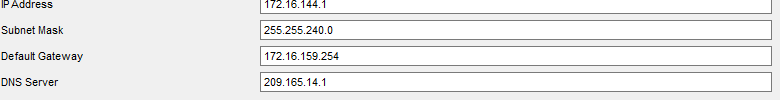 IP Address 172.16.144.1
Subnet Mask 255.255.240.0
Default Gateway 172.16.159.254
DNS Server 209.165.14.1